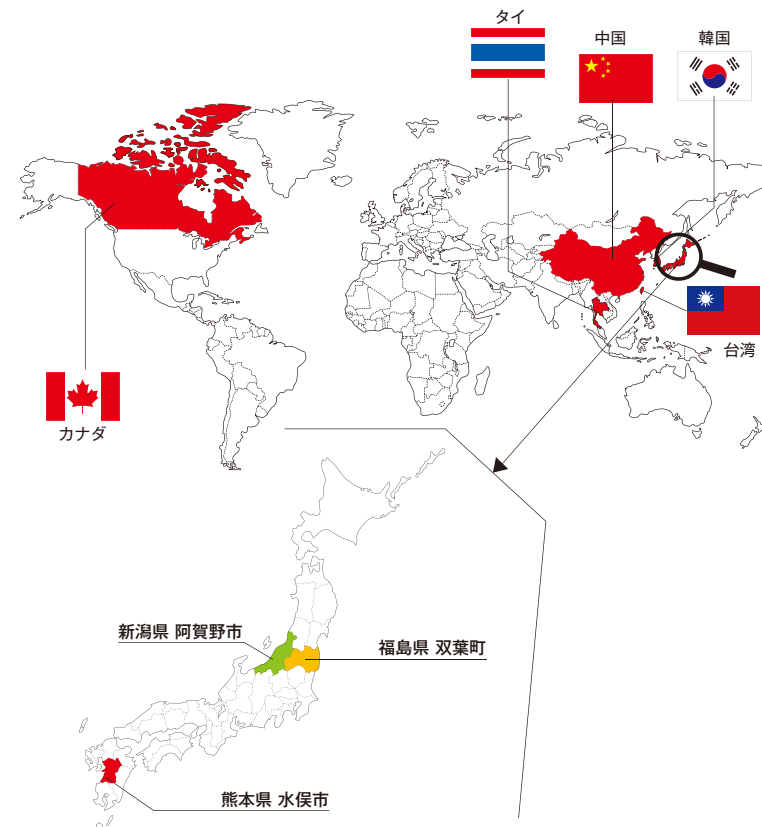 タイ
中国
韓国
台湾
カナダ
新潟県 阿賀野市
福島県 双葉町
熊本県 水俣市